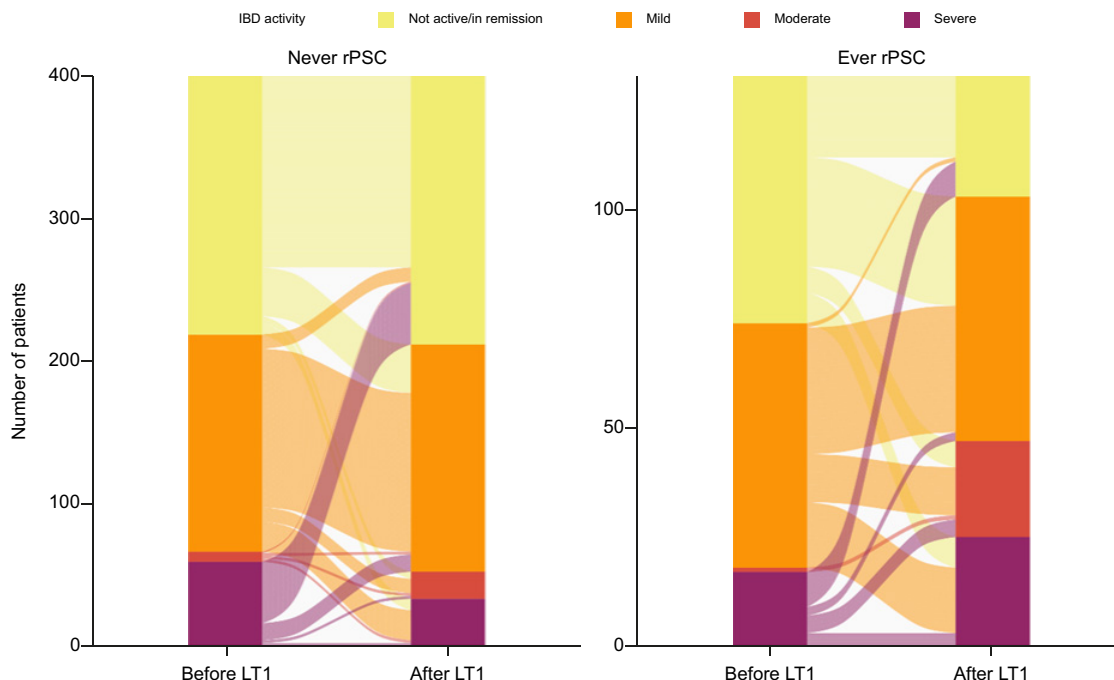 IBD activity Not active/in remission Mild Moderate Severe
Never rPSC
Ever rPSC
Number of patients
400
300
200
100
0
Before LT1 After LT1
100
50
0
Before LT1 After LT1